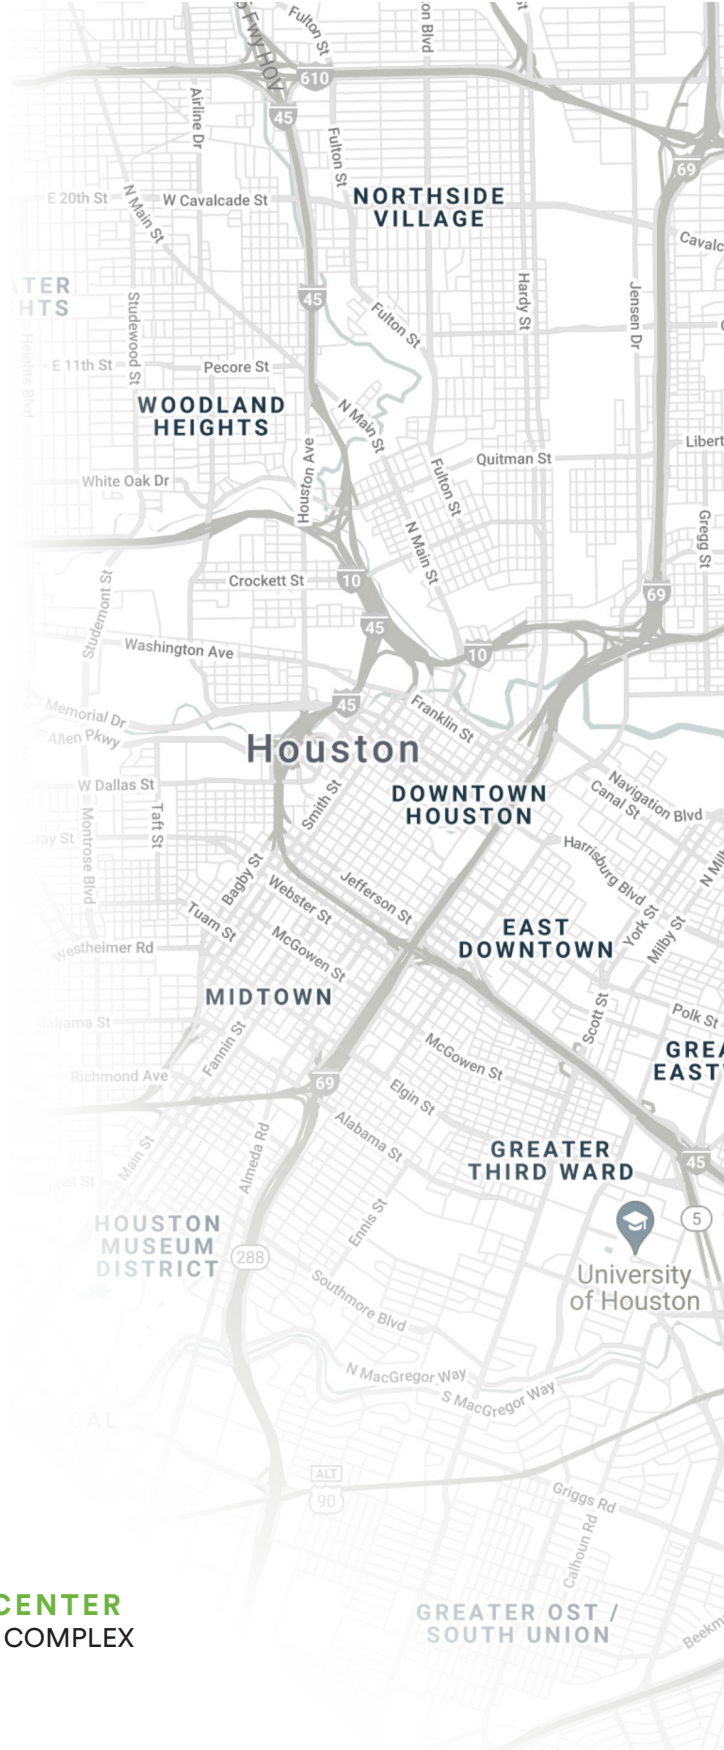 Fwy HOV
Fulton St
610
45
Airline Dr
Fulton St
69
E 20th St
W Cavalcade St
N Main St
NORTHSIDE
VILLAGE
45
Hardy St
Jensen Dr
Studewood St
Fulton St
Heights Blvd
E 11th St
Pecore St
WOODLAND
HEIGHTS
N Main St
Houston Ave
Quitman St
White Oak Dr
Fulton St
Gregg St
N Main St
Crockett St
10
69
Studemont St
45
Washington Ave
10
45
Memorial Dr
Allen Pkwy
Franklin St
Houston
W Dallas St
Smith St
DOWNTOWN
HOUSTON
Navigation Blvd
Canal St
Montrose Blvd
Taft St
Harrisburg Blvd
Bagby St
Webster St
Jefferson St
Tuam St
McGowen St
York St
Milby St
EAST
DOWNTOWN
Westheimer Rd
MIDTOWN
Scott St
Polk St
Fannin St
McGowen St
Richmond Ave
69
Elgin St
Alabama St
Main St
Almeda Rd
GREATER
THIRD WARD
45
Ennis St
5
HOUSTON
MUSEUM
DISTRICT
288
University
of Houston
Southmore Blvd
N MacGregor Way
S MacGregor Way
ALT
90
Griggs Rd
Calhoun Rd
CENTER
COMPLEX
GREATER OST /
SOUTH UNION